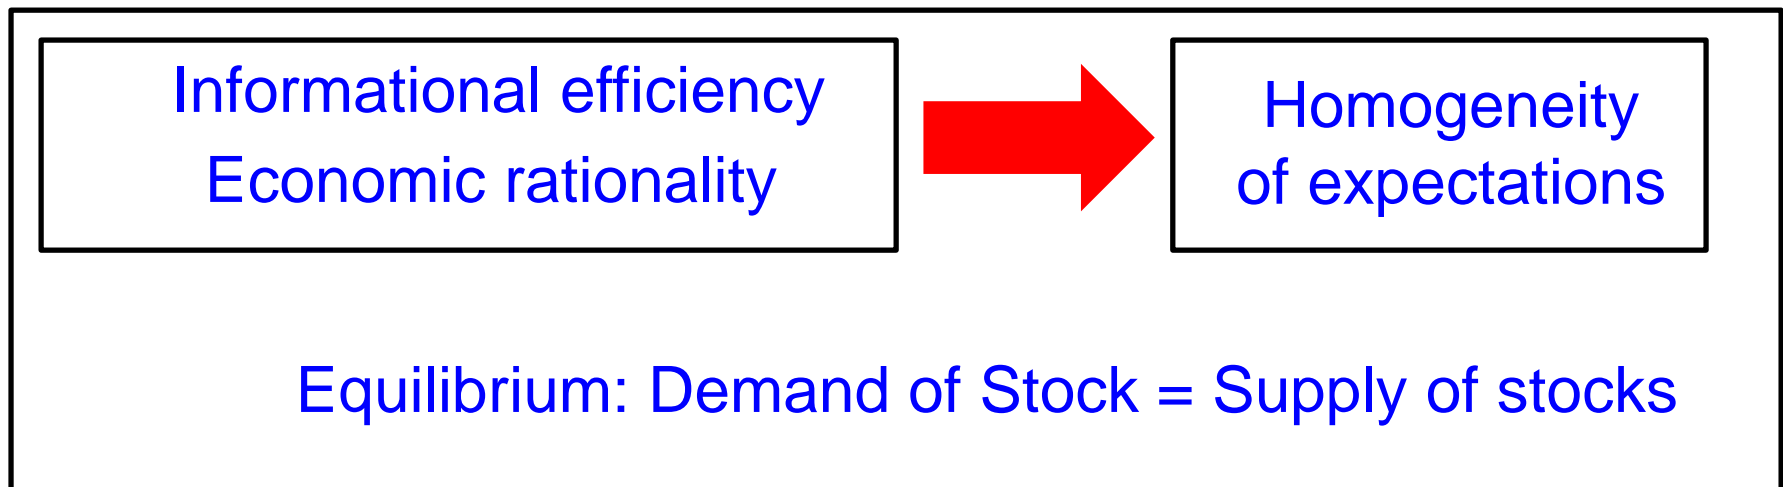 Informational efficiency
Economic rationality
Homogeneity
of expectations
Equilibrium: Demand of Stock = Supply of stocks